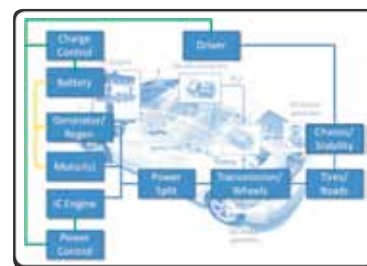 Charge
Control
Driver
Battery
Generator/
Regen
Motor(s)
Chassis/
Stability
IC Engine
Power
Split
Transmission/
Wheels
Tires/
Roads
Power
Control